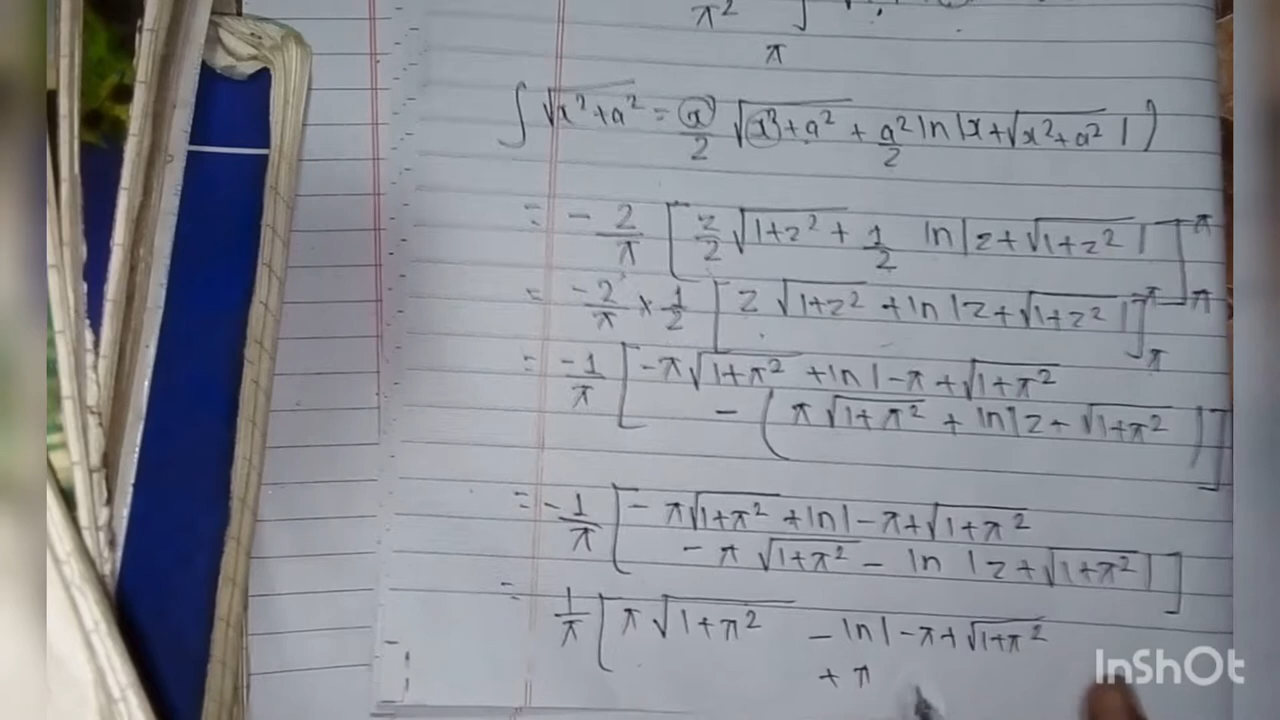 π² ∫
π
∫ √x²+a² = x/2 √x²+a² + a²/2 ln|x+√x²+a² | )
= - 2/π [ z/2 √1+z² + 1/2 ln|z+√1+z² | ]π π
= -2/π × 1/2 [ z √1+z² + ln|z+√1+z² | ]-π π
= -1/π [ -π√1+π² + ln|-π+√1+π²
- ( π√1+π² + ln|z+√1+π² ) ]
= -1/π [ -π√1+π² + ln|-π+√1+π²
- π √1+π² - ln |z+√1+π² | ]
= 1/π [ π √1+π² - ln|-π+√1+π²
+ π
InShOt